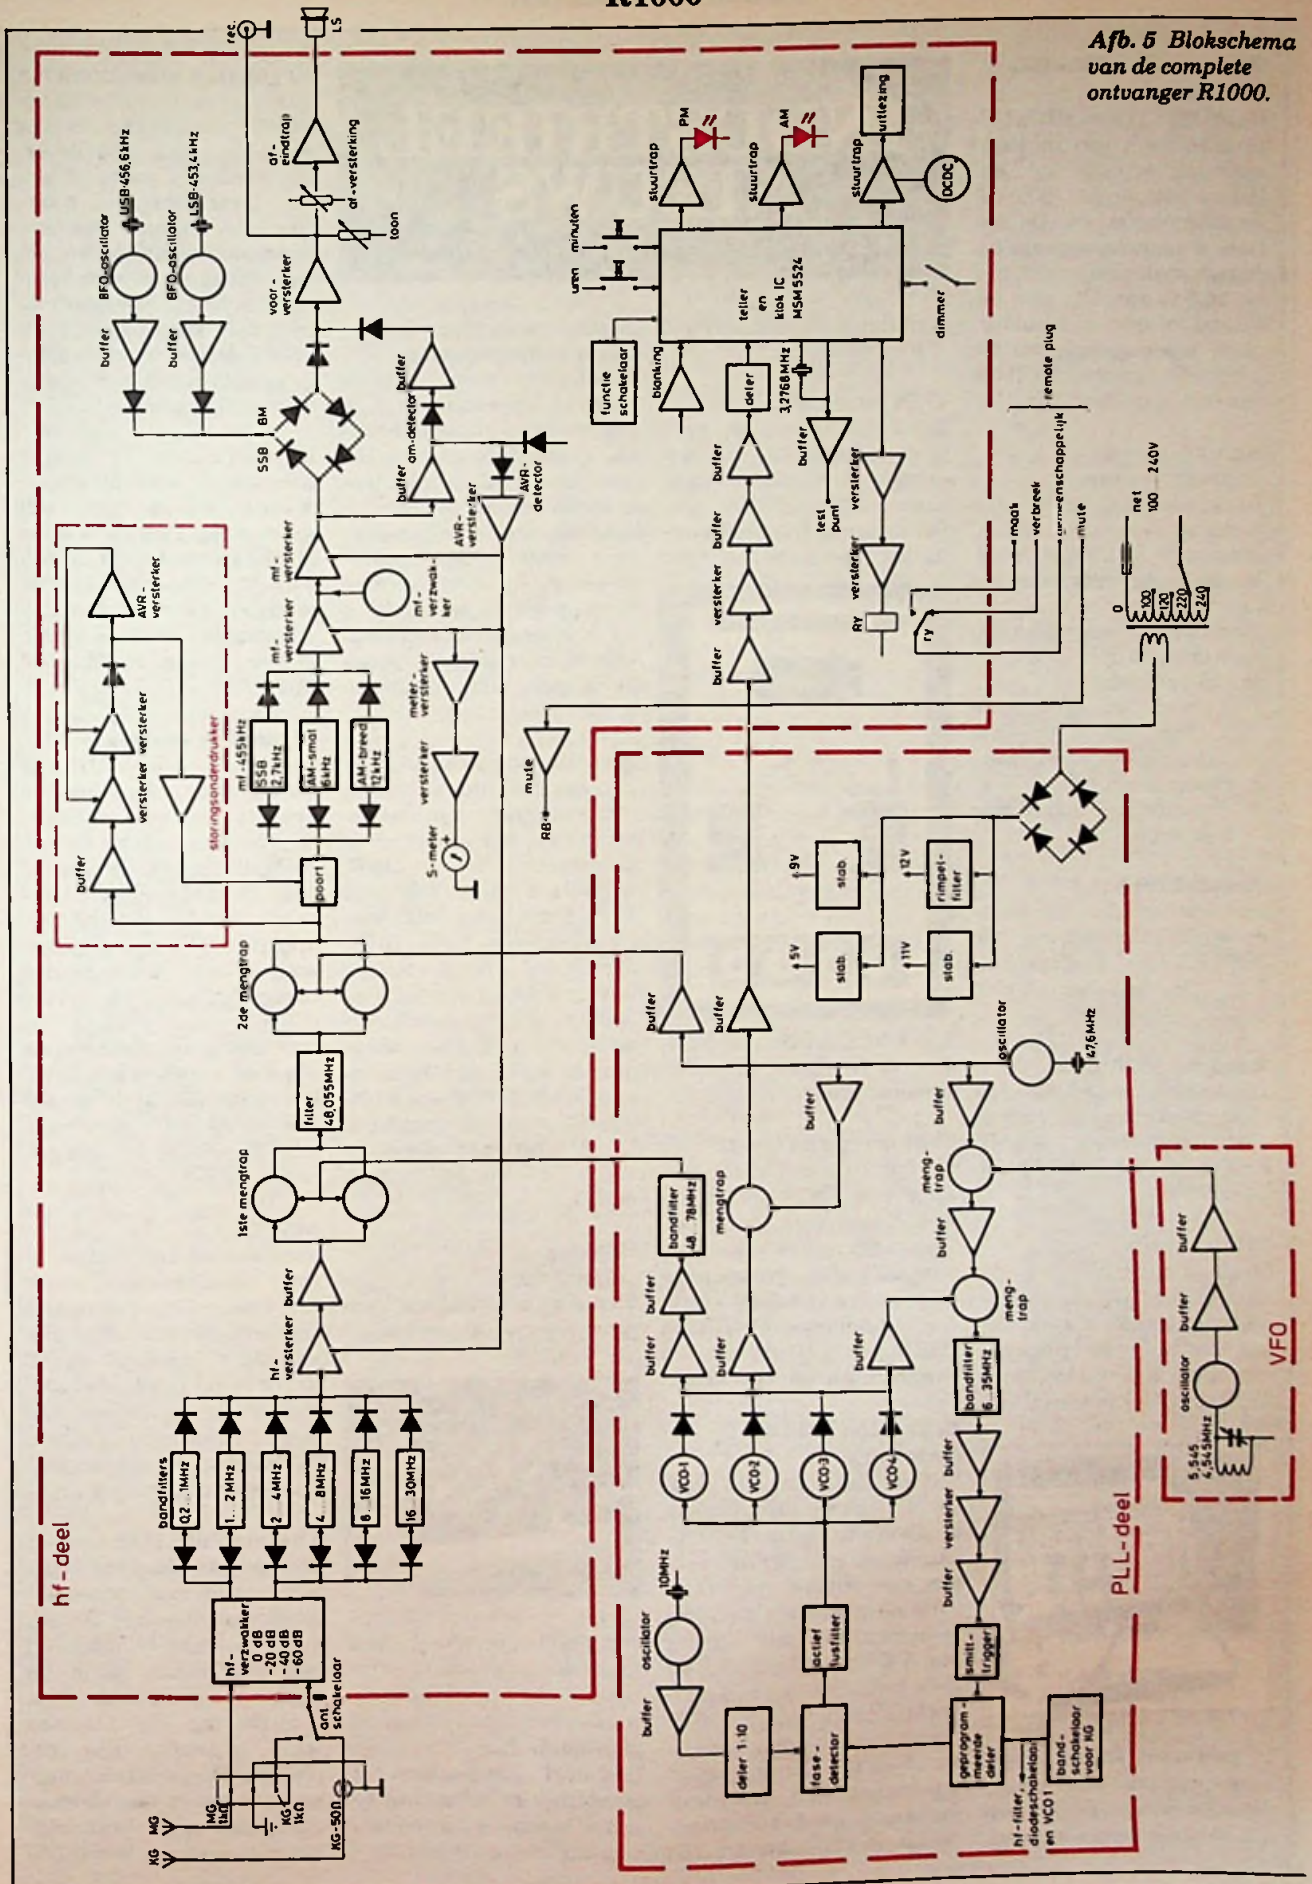 R1000
Afb. 5 Blokschema
van de complete
ontvanger R1000.
hf-deel
KG
MG
MG
1kΩ
KG
1kΩ
KG-50Ω
ant.
schakelaar
hf-
verzwakker
0 dB
-20 dB
-40 dB
-60 dB
bandfilters
0,2...1MHz
1...2MHz
2...4MHz
4...8MHz
8...16MHz
16...30MHz
hf-
versterker
buffer
1ste mengtrap
filter
48,055MHz
2de mengtrap
poort
buffer
versterker
versterker
AVR-
versterker
storingsonderdrukker
mf-455kHz
SSB
2,7kHz
AM-smal
6kHz
AM-breed
12kHz
mf-versterker
mf-versterker
mf-
verzwak-
ker
meter-
versterker
versterker
S-meter
+
SSB
BM
buffer
am-detector
buffer
AVR-
versterker
AVR-
detector
buffer
BFO-oscillator
USB-456,6kHz
buffer
BFO-oscillator
LSB-453,4kHz
voor-
versterker
toon
af-versterking
af-
eindtrap
rec.
LS
uren
minuten
functie
schakelaar
blanking
deler
3,2768MHz
teller
en
klok IC
MSM5524
stuurtrap
PM
stuurtrap
AM
stuurtrap
uitlezing
DCDC
dimmer
buffer
versterker
buffer
buffer
buffer
test
punt
versterker
versterker
RY
ry
maak
verbreek
gemeenschappelijk
mute
remote plug
mute
RB
net
100...240V
0
100
120
220
240
PLL-deel
9V
stab.
12V
rimpel-
filter
5V
stab.
11V
stab.
oscillator
47,6MHz
buffer
buffer
buffer
buffer
meng-
trap
buffer
meng-
trap
bandfilter
48...78MHz
mengtrap
buffer
buffer
buffer
buffer
bandfilter
6...35MHz
VCO-1
VCO-2
VCO-3
VCO-4
buffer
versterker
buffer
smitt-
trigger
10MHz
oscillator
buffer
deler 1:10
fase-
detector
actief
lusfilter
geprogram-
meerde
deler
band-
schakelaar
voor KG
hf-filter,
diodeschakelaar
en VCO1
VFO
buffer
buffer
oscillator
5,545
4,545MHz